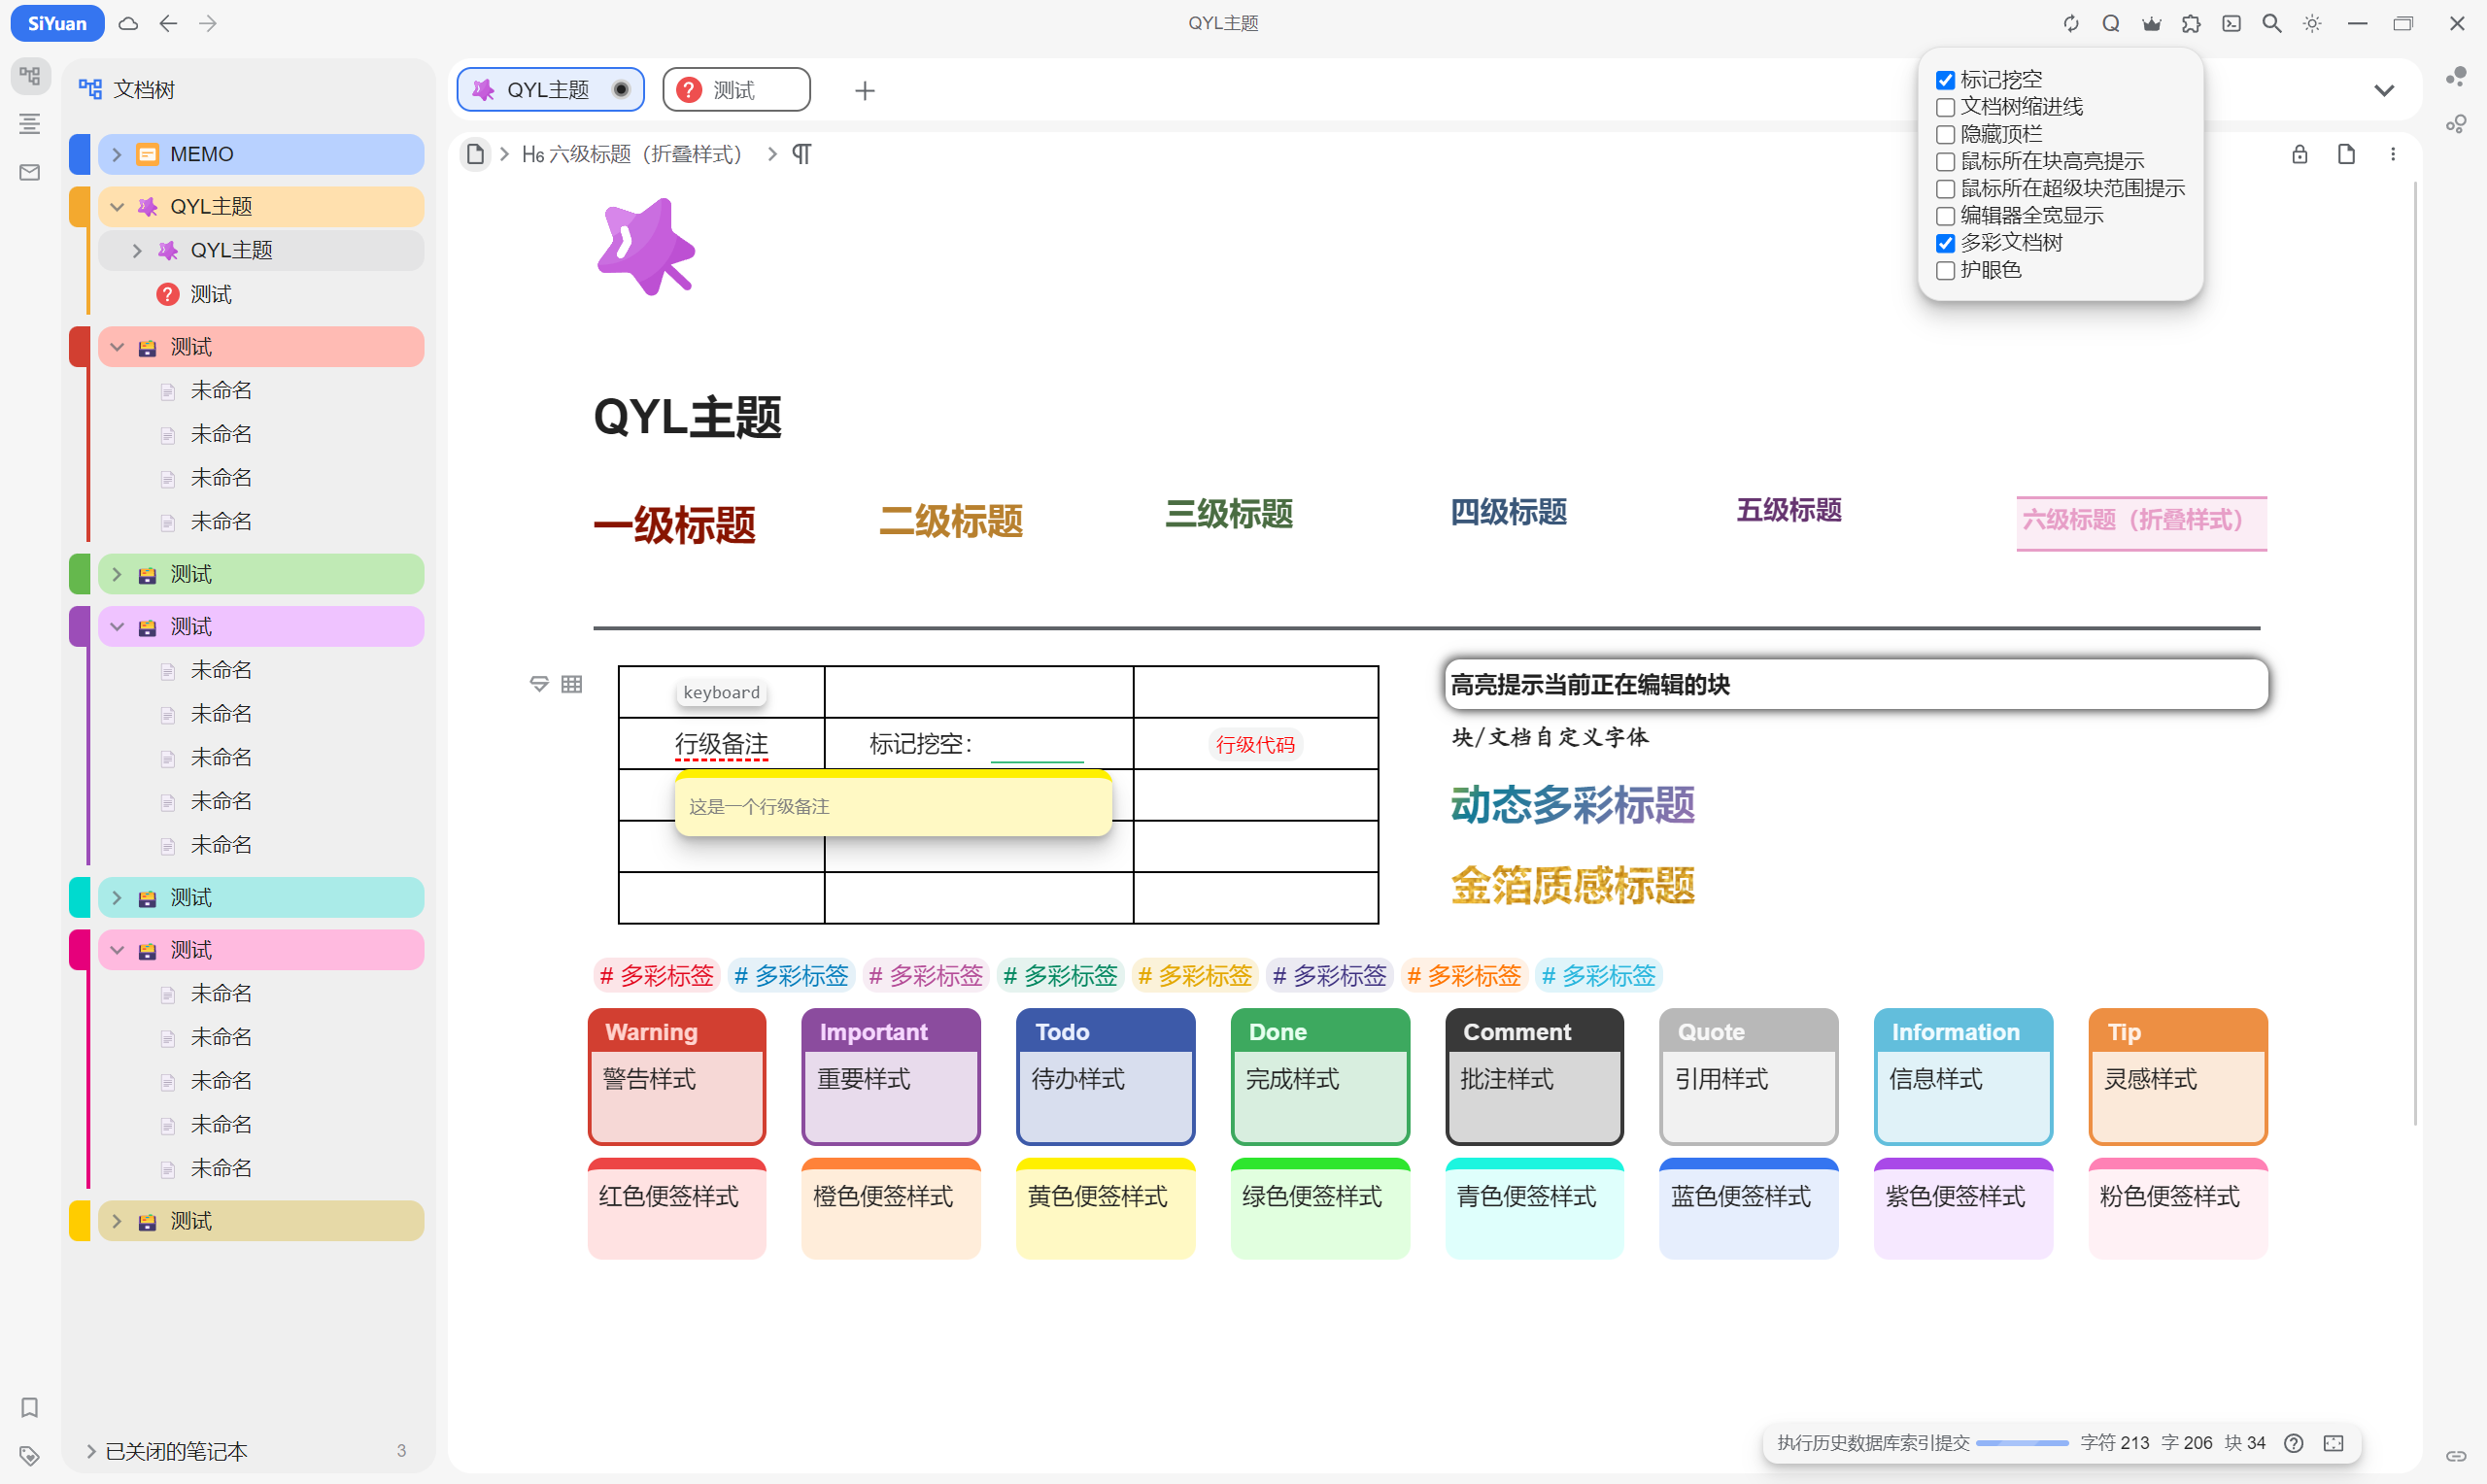 SiYuan
QYL主题
文档树
MEMO
QYL主题
QYL主题
测试
测试
未命名
未命名
未命名
未命名
测试
测试
未命名
未命名
未命名
未命名
未命名
测试
测试
未命名
未命名
未命名
未命名
未命名
测试
已关闭的笔记本 3
QYL主题
测试
H6 六级标题（折叠样式）
标记挖空
文档树缩进线
隐藏顶栏
鼠标所在块高亮提示
鼠标所在超级块范围提示
编辑器全宽显示
多彩文档树
护眼色
QYL主题
一级标题 二级标题 三级标题 四级标题 五级标题 六级标题（折叠样式）
keyboard
行级备注 标记挖空： 行级代码
这是一个行级备注
高亮提示当前正在编辑的块
块/文档自定义字体
动态多彩标题
金箔质感标题
# 多彩标签 # 多彩标签 # 多彩标签 # 多彩标签 # 多彩标签 # 多彩标签 # 多彩标签 # 多彩标签
Warning Important Todo Done Comment Quote Information Tip
警告样式 重要样式 待办样式 完成样式 批注样式 引用样式 信息样式 灵感样式
红色便签样式 橙色便签样式 黄色便签样式 绿色便签样式 青色便签样式 蓝色便签样式 紫色便签样式 粉色便签样式
执行历史数据库索引提交 字符 213 字 206 块 34